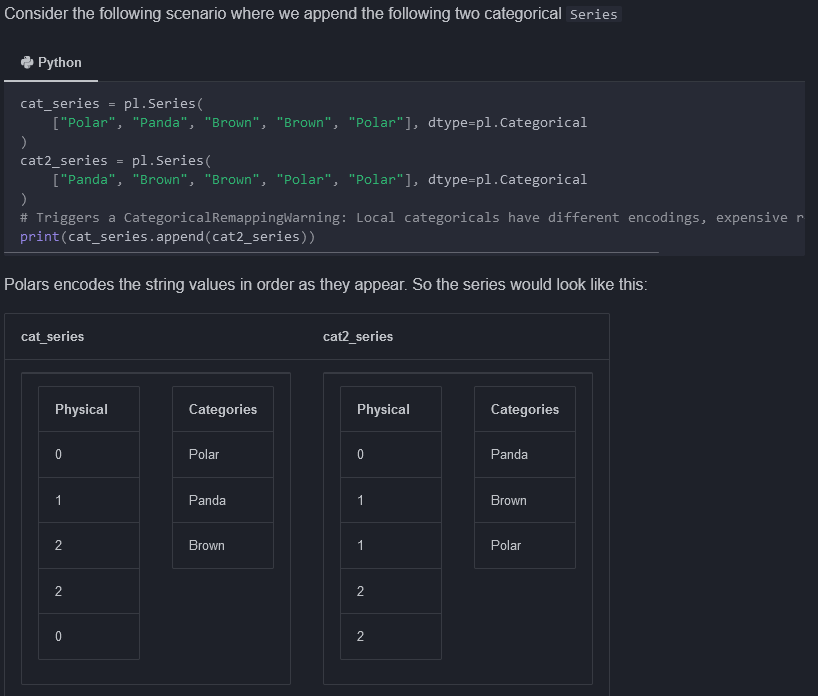 Consider the following scenario where we append the following two categorical Series
Python
cat_series = pl.Series(
    ["Polar", "Panda", "Brown", "Brown", "Polar"], dtype=pl.Categorical
)
cat2_series = pl.Series(
    ["Panda", "Brown", "Brown", "Polar", "Polar"], dtype=pl.Categorical
)
# Triggers a CategoricalRemappingWarning: Local categoricals have different encodings, expensive r
print(cat_series.append(cat2_series))
Polars encodes the string values in order as they appear. So the series would look like this:
cat_series cat2_series
Physical Categories Physical Categories
0 Polar 0 Panda
1 Panda 1 Brown
2 Brown 1 Polar
2 2
0 2